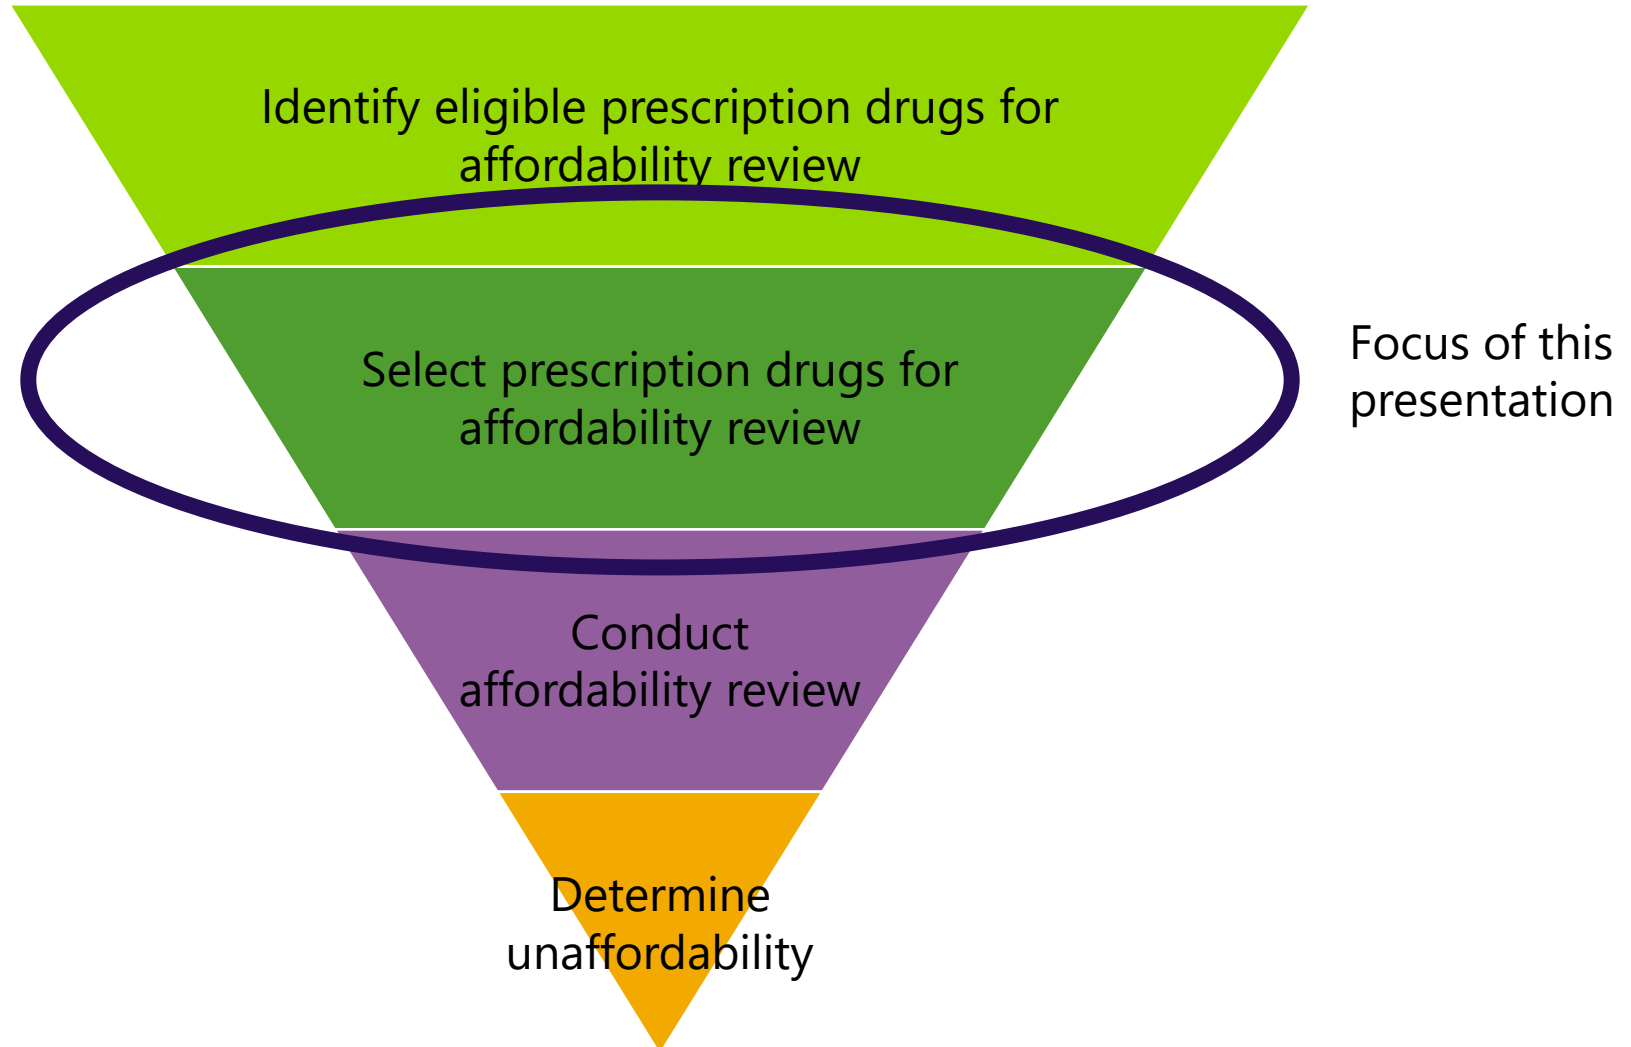 Identify eligible prescription drugs for
affordability review
Select prescription drugs for
affordability review
Focus of this
presentation
Conduct
affordability review
Determine
unaffordability